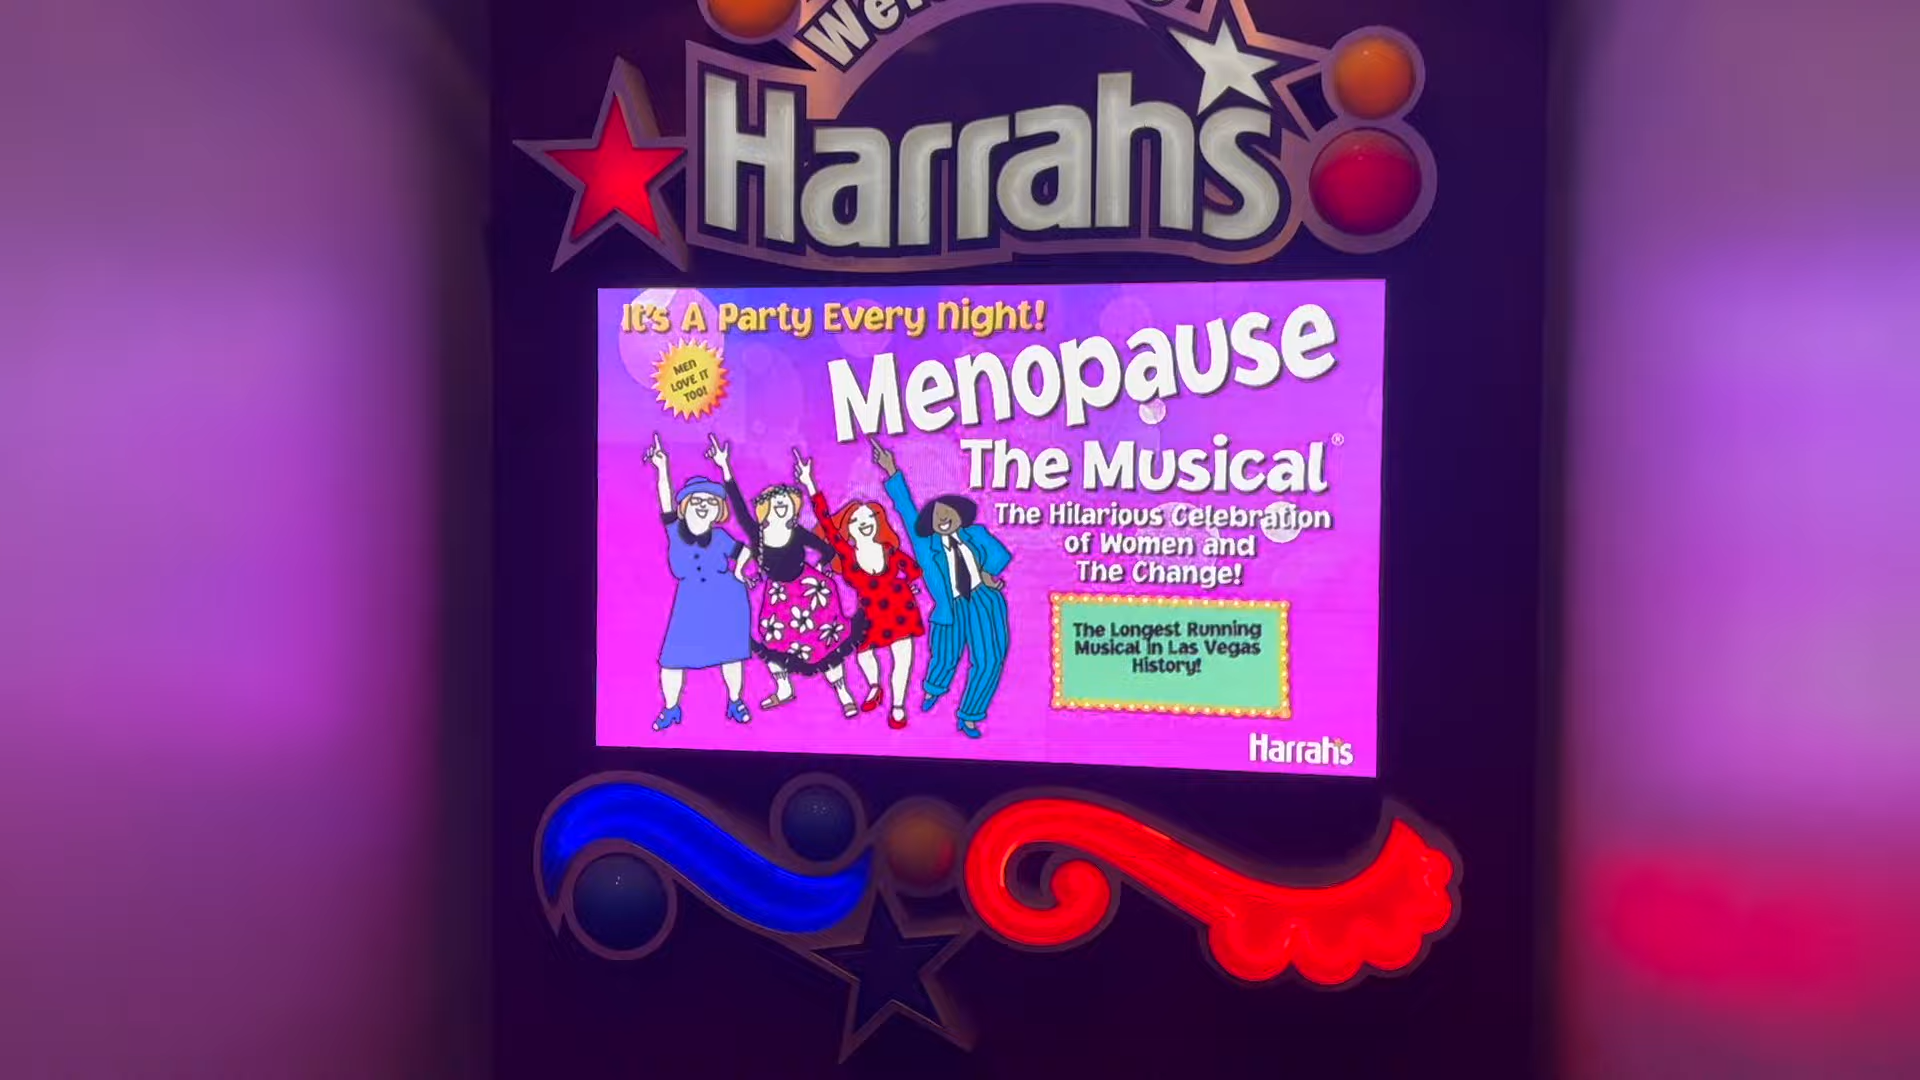 Harrah's
It's A Party Every Night!
MEN
LOVE IT
TOO!
Menopause
The Musical®
The Hilarious Celebration
of Women and
The Change!
The Longest Running
Musical in Las Vegas
History!
Harrah's